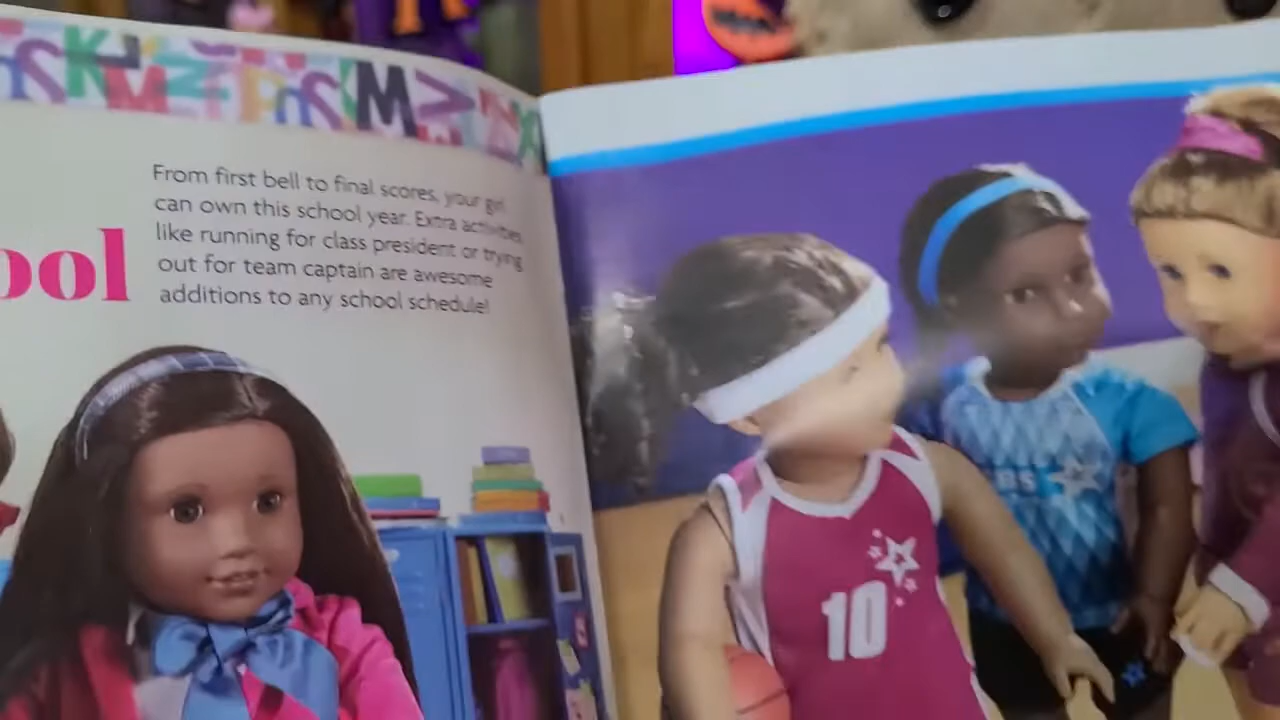 From first bell to final scores, your girl
can own this school year. Extra activities
like running for class president or trying
out for team captain are awesome
additions to any school schedule!
ool
10